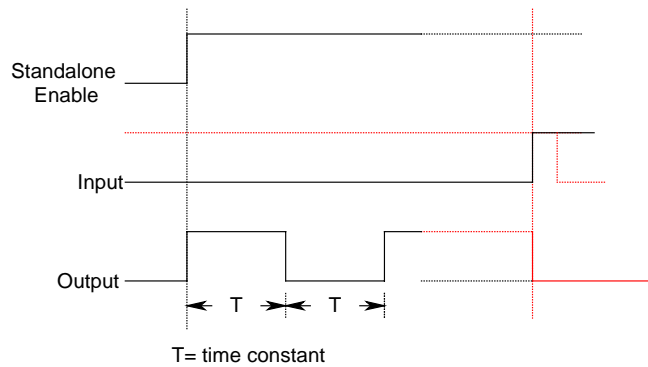 Standalone
Enable
Input
Output
T T
T= time constant